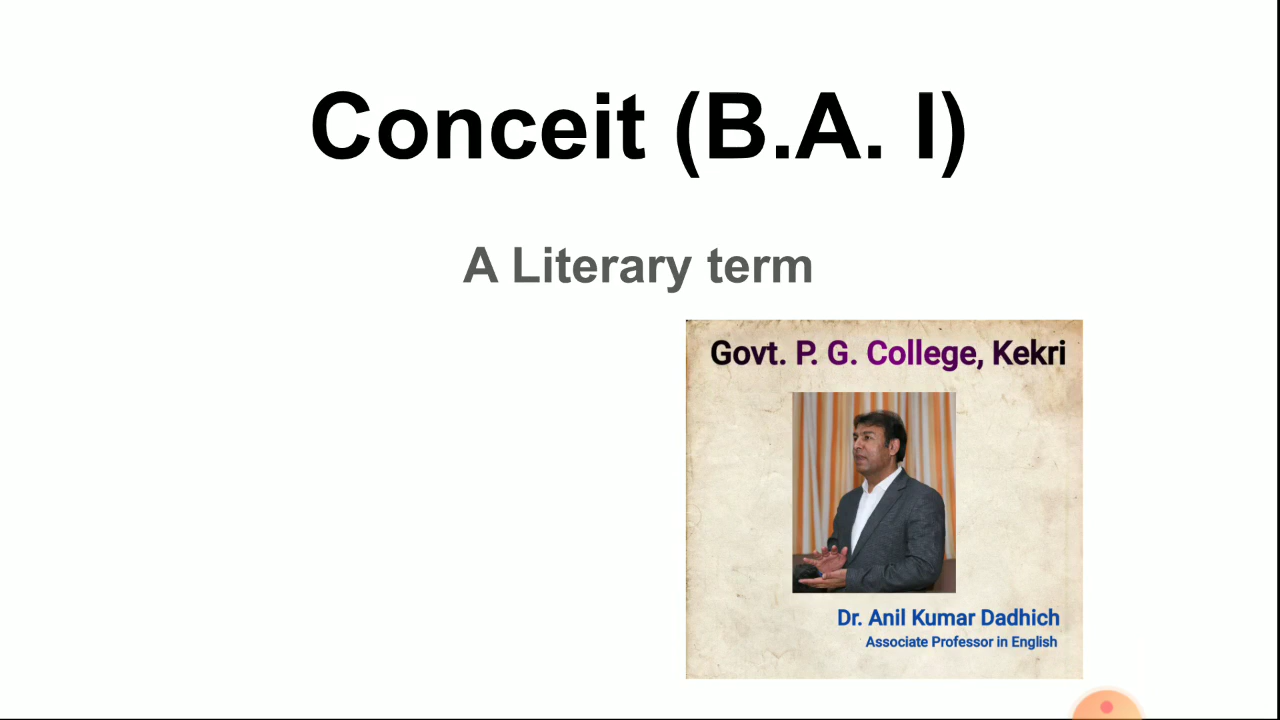 Conceit (B.A. I)
A Literary term
Govt. P. G. College, Kekri
Dr. Anil Kumar Dadhich
Associate Professor in English